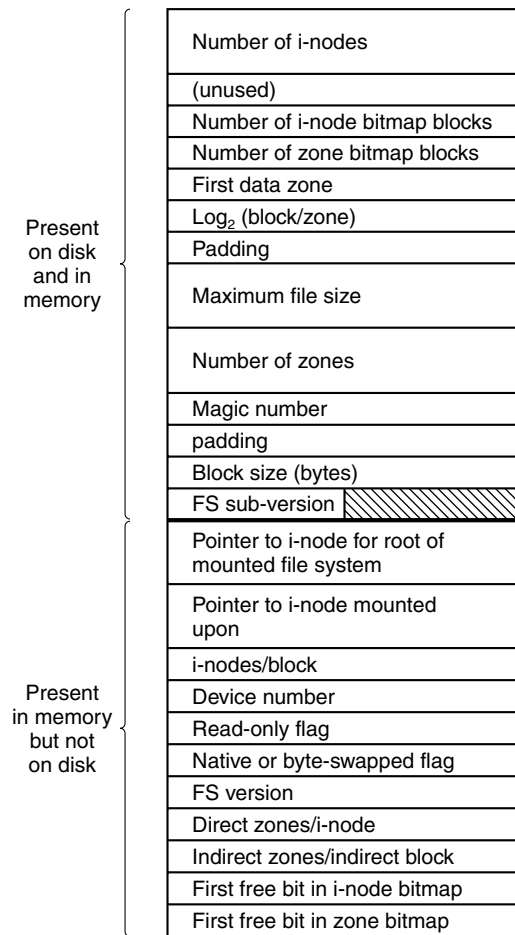 Number of i-nodes
(unused)
Number of i-node bitmap blocks
Number of zone bitmap blocks
First data zone
Log₂ (block/zone)
Padding
Maximum file size
Number of zones
Magic number
padding
Block size (bytes)
FS sub-version
Present
on disk
and in
memory
Pointer to i-node for root of
mounted file system
Pointer to i-node mounted
upon
i-nodes/block
Device number
Read-only flag
Native or byte-swapped flag
FS version
Direct zones/i-node
Indirect zones/indirect block
First free bit in i-node bitmap
First free bit in zone bitmap
Present
in memory
but not
on disk